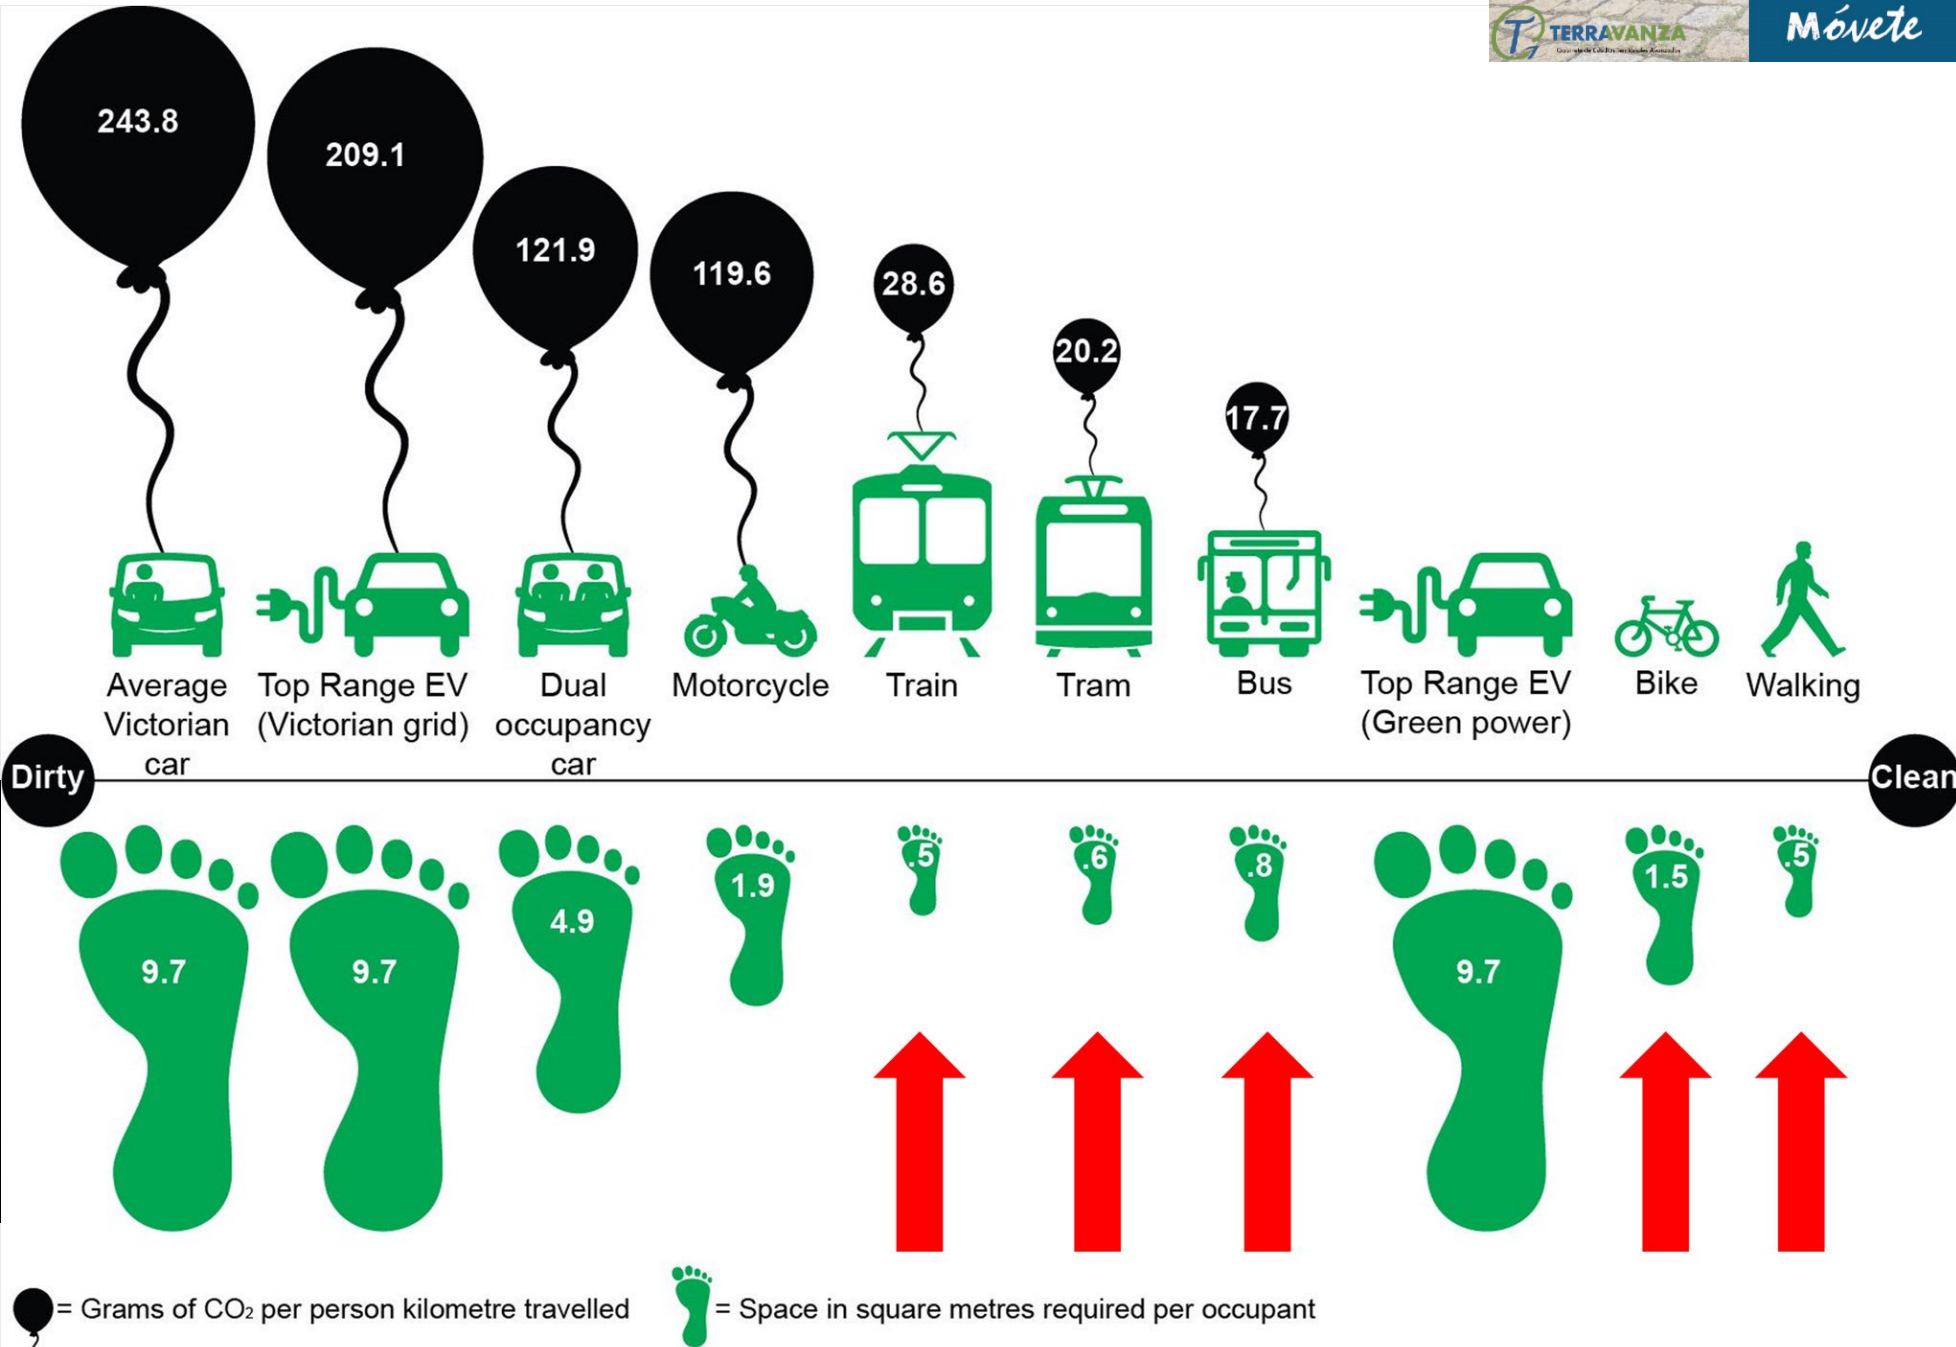 TERRAVANZA
Móvete
243.8
209.1
121.9
119.6
28.6
20.2
17.7
Average
Victorian
car
Top Range EV
(Victorian grid)
Dual
occupancy
car
Motorcycle
Train
Tram
Bus
Top Range EV
(Green power)
Bike
Walking
Dirty
Clean
9.7
9.7
4.9
1.9
.5
.6
.8
9.7
1.5
.5
= Grams of CO₂ per person kilometre travelled
= Space in square metres required per occupant